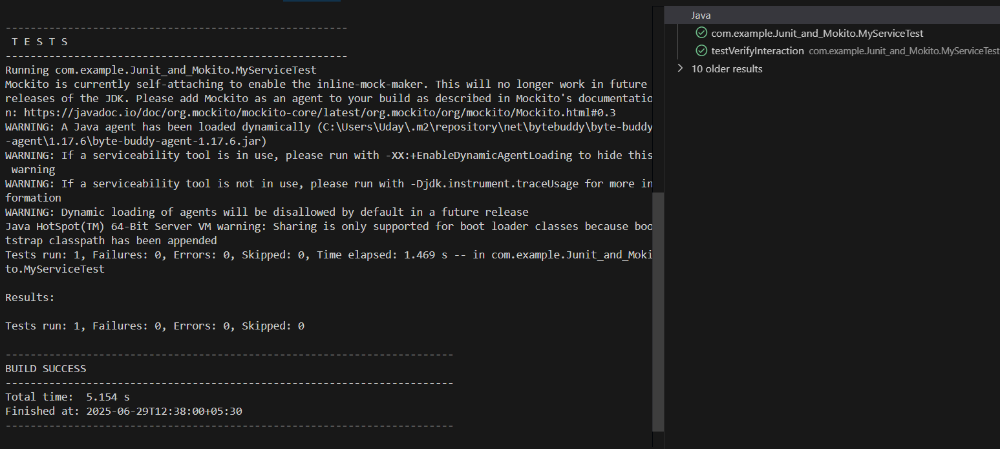 -------------------------------------------------------
T E S T S
-------------------------------------------------------
Running com.example.Junit_and_Mokito.MyServiceTest
Mockito is currently self-attaching to enable the inline-mock-maker. This will no longer work in future
releases of the JDK. Please add Mockito as an agent to your build as described in Mockito's documentatio
n: https://javadoc.io/doc/org.mockito/mockito-core/latest/org.mockito/org/mockito/Mockito.html#0.3
WARNING: A Java agent has been loaded dynamically (C:\Users\Uday\.m2\repository\net\bytebuddy\byte-buddy
-agent\1.17.6\byte-buddy-agent-1.17.6.jar)
WARNING: If a serviceability tool is in use, please run with -XX:+EnableDynamicAgentLoading to hide this
warning
WARNING: If a serviceability tool is not in use, please run with -Djdk.instrument.traceUsage for more in
formation
WARNING: Dynamic loading of agents will be disallowed by default in a future release
Java HotSpot(TM) 64-Bit Server VM warning: Sharing is only supported for boot loader classes because boo
tstrap classpath has been appended
Tests run: 1, Failures: 0, Errors: 0, Skipped: 0, Time elapsed: 1.469 s -- in com.example.Junit_and_Moki
to.MyServiceTest
Results:
Tests run: 1, Failures: 0, Errors: 0, Skipped: 0
------------------------------------------------------------------------
BUILD SUCCESS
------------------------------------------------------------------------
Total time:  5.154 s
Finished at: 2025-06-29T12:38:00+05:30
------------------------------------------------------------------------
Java
com.example.Junit_and_Mokito.MyServiceTest
testVerifyInteraction com.example.Junit_and_Mokito.MyServiceTest
10 older results